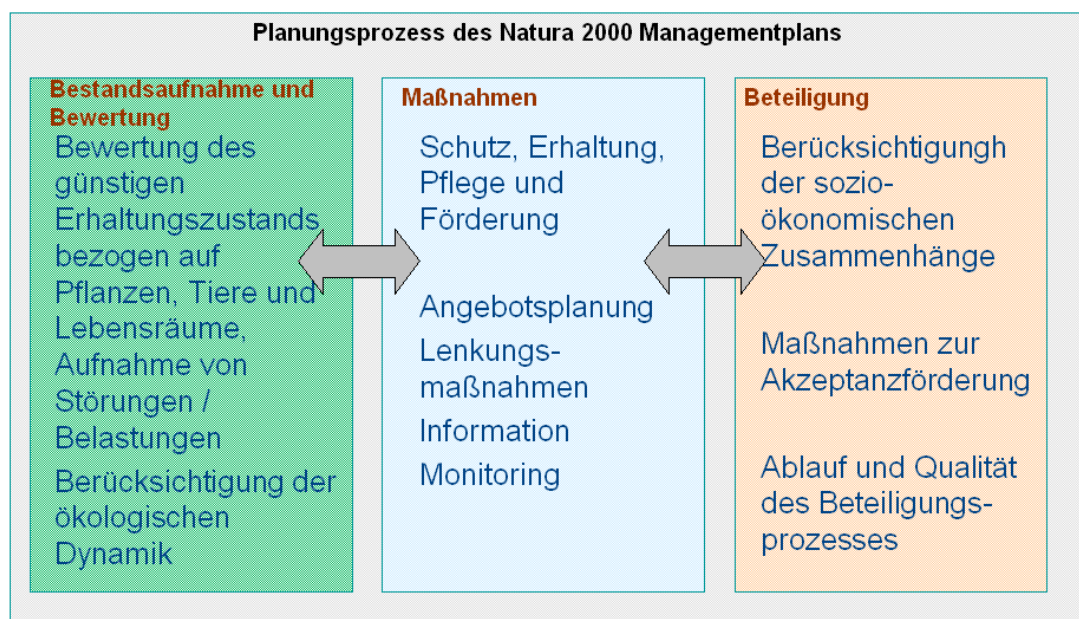 Planungsprozess des Natura 2000 Managementplans
Bestandsaufnahme und
Bewertung
Bewertung des
günstigen
Erhaltungszustands
bezogen auf
Pflanzen, Tiere und
Lebensräume,
Aufnahme von
Störungen /
Belastungen
Berücksichtigung der
ökologischen
Dynamik
Maßnahmen
Schutz, Erhaltung,
Pflege und
Förderung
Angebotsplanung
Lenkungs-
maßnahmen
Information
Monitoring
Beteiligung
Berücksichtigungh
der sozio-
ökonomischen
Zusammenhänge
Maßnahmen zur
Akzeptanzförderung
Ablauf und Qualität
des Beteiligungs-
prozesses